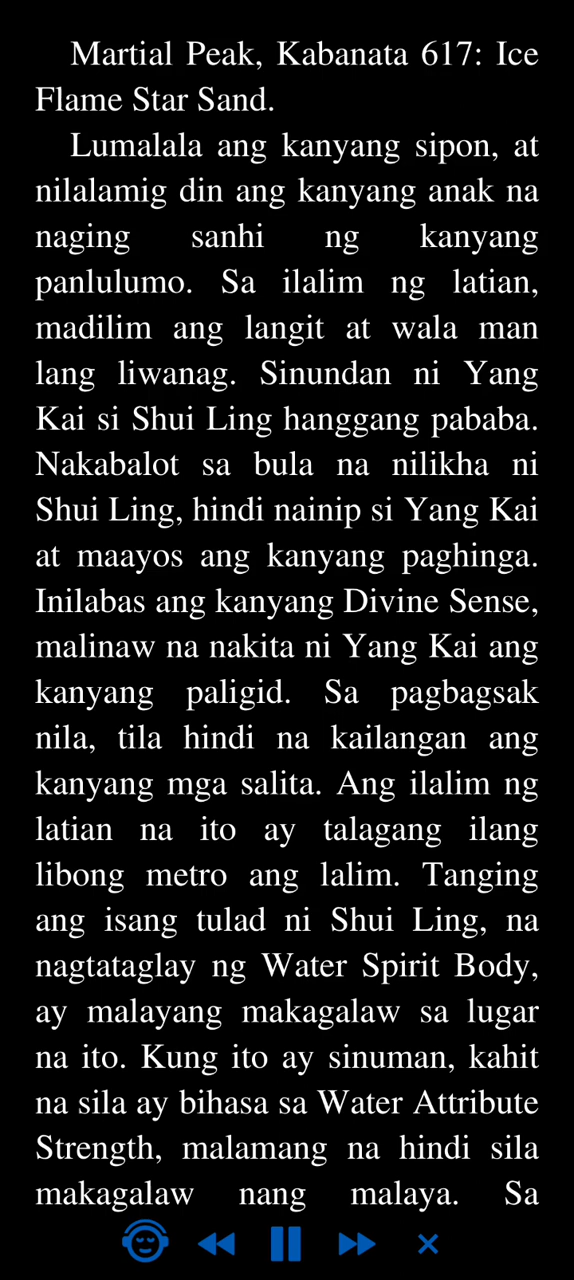 Martial Peak, Kabanata 617: Ice
Flame Star Sand.
Lumalala ang kanyang sipon, at
nilalamig din ang kanyang anak na
naging sanhi ng kanyang
panlulumo. Sa ilalim ng latian,
madilim ang langit at wala man
lang liwanag. Sinundan ni Yang
Kai si Shui Ling hanggang pababa.
Nakabalot sa bula na nilikha ni
Shui Ling, hindi nainip si Yang Kai
at maayos ang kanyang paghinga.
Inilabas ang kanyang Divine Sense,
malinaw na nakita ni Yang Kai ang
kanyang paligid. Sa pagbagsak
nila, tila hindi na kailangan ang
kanyang mga salita. Ang ilalim ng
latian na ito ay talagang ilang
libong metro ang lalim. Tanging
ang isang tulad ni Shui Ling, na
nagtataglay ng Water Spirit Body,
ay malayang makagalaw sa lugar
na ito. Kung ito ay sinuman, kahit
na sila ay bihasa sa Water Attribute
Strength, malamang na hindi sila
makagalaw nang malaya. Sa